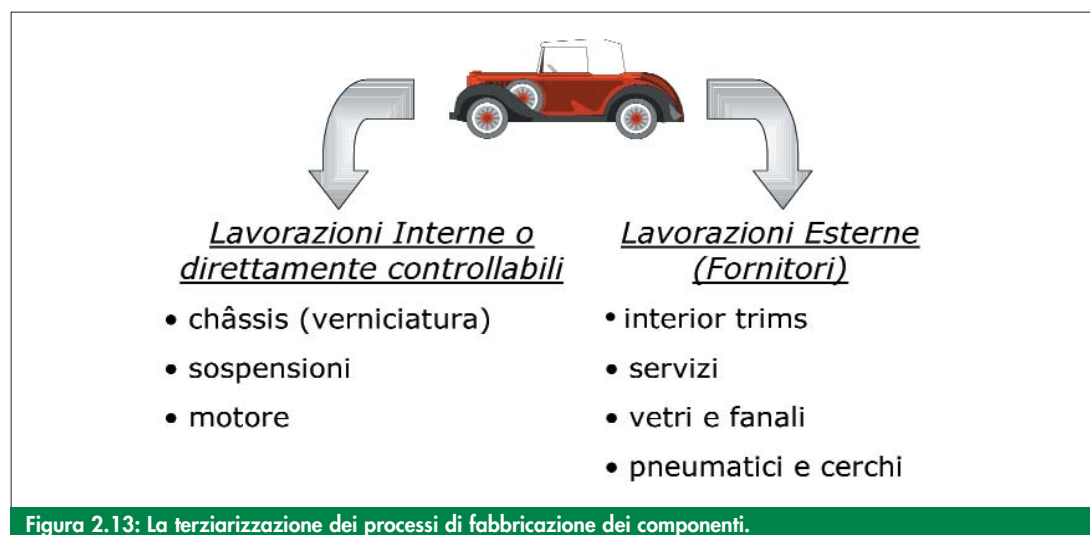 Lavorazioni Interne o
direttamente controllabili
• châssis (verniciatura)
• sospensioni
• motore
Lavorazioni Esterne
(Fornitori)
• interior trims
• servizi
• vetri e fanali
• pneumatici e cerchi
Figura 2.13: La terziarizzazione dei processi di fabbricazione dei componenti.